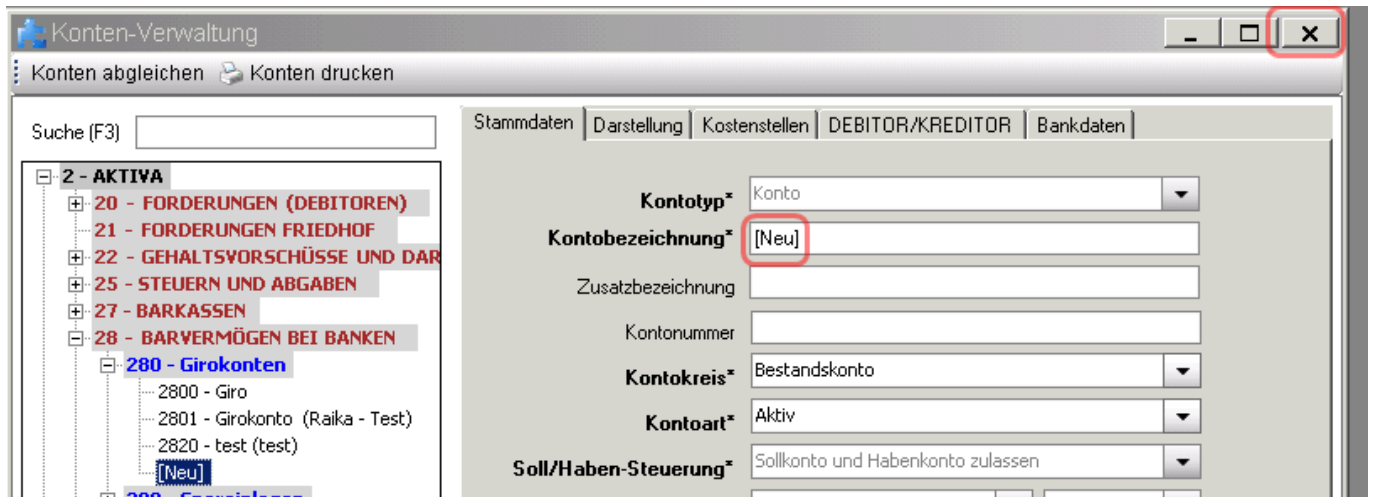 Konten-Verwaltung
Konten abgleichen Konten drucken
Suche (F3)
2 - AKTIVA
20 - FORDERUNGEN (DEBITOREN)
21 - FORDERUNGEN FRIEDHOF
22 - GEHALTSVORSCHÜSSE UND DAR
25 - STEUERN UND ABGABEN
27 - BARKASSEN
28 - BARVERMÖGEN BEI BANKEN
280 - Girokonten
2800 - Giro
2801 - Girokonto (Raika - Test)
2820 - test (test)
[Neu]
Stammdaten Darstellung Kostenstellen DEBITOR/KREDITOR Bankdaten
Kontotyp* Konto
Kontobezeichnung* [Neu]
Zusatzbezeichnung
Kontonummer
Kontokreis* Bestandskonto
Kontoart* Aktiv
Soll/Haben-Steuerung* Sollkonto und Habenkonto zulassen